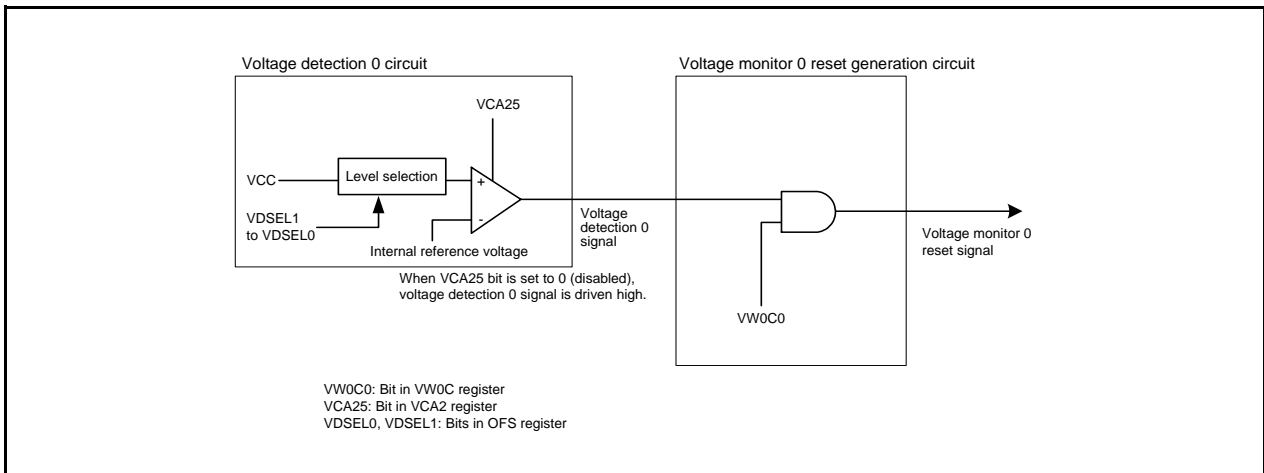 Voltage detection 0 circuit
Voltage monitor 0 reset generation circuit
VCA25
VCC
Level selection
+
-
VDSEL1
to VDSEL0
Internal reference voltage
Voltage
detection 0
signal
When VCA25 bit is set to 0 (disabled),
voltage detection 0 signal is driven high.
VW0C0
Voltage monitor 0
reset signal
VW0C0: Bit in VW0C register
VCA25: Bit in VCA2 register
VDSEL0, VDSEL1: Bits in OFS register